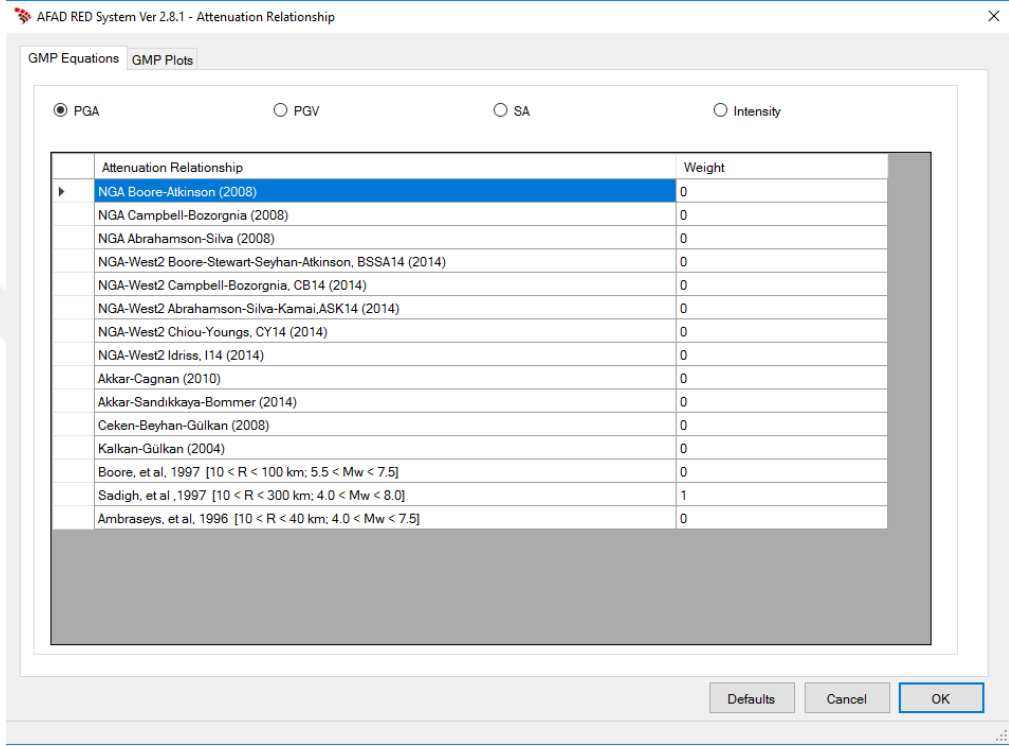 AFAD RED System Ver 2.8.1 - Attenuation Relationship
GMP Equations GMP Plots
PGA PGV SA Intensity
Attenuation Relationship Weight
NGA Boore-Atkinson (2008) 0
NGA Campbell-Bozorgnia (2008) 0
NGA Abrahamson-Silva (2008) 0
NGA-West2 Boore-Stewart-Seyhan-Atkinson, BSSA14 (2014) 0
NGA-West2 Campbell-Bozorgnia, CB14 (2014) 0
NGA-West2 Abrahamson-Silva-Kamai,ASK14 (2014) 0
NGA-West2 Chiou-Youngs, CY14 (2014) 0
NGA-West2 Idriss, I14 (2014) 0
Akkar-Cagnan (2010) 0
Akkar-Sandıkkaya-Bommer (2014) 0
Ceken-Beyhan-Gülkan (2008) 0
Kalkan-Gülkan (2004) 0
Boore, et al, 1997 [10 < R < 100 km; 5.5 < Mw < 7.5] 0
Sadigh, et al ,1997 [10 < R < 300 km; 4.0 < Mw < 8.0] 1
Ambraseys, et al, 1996 [10 < R < 40 km; 4.0 < Mw < 7.5] 0
Defaults Cancel OK